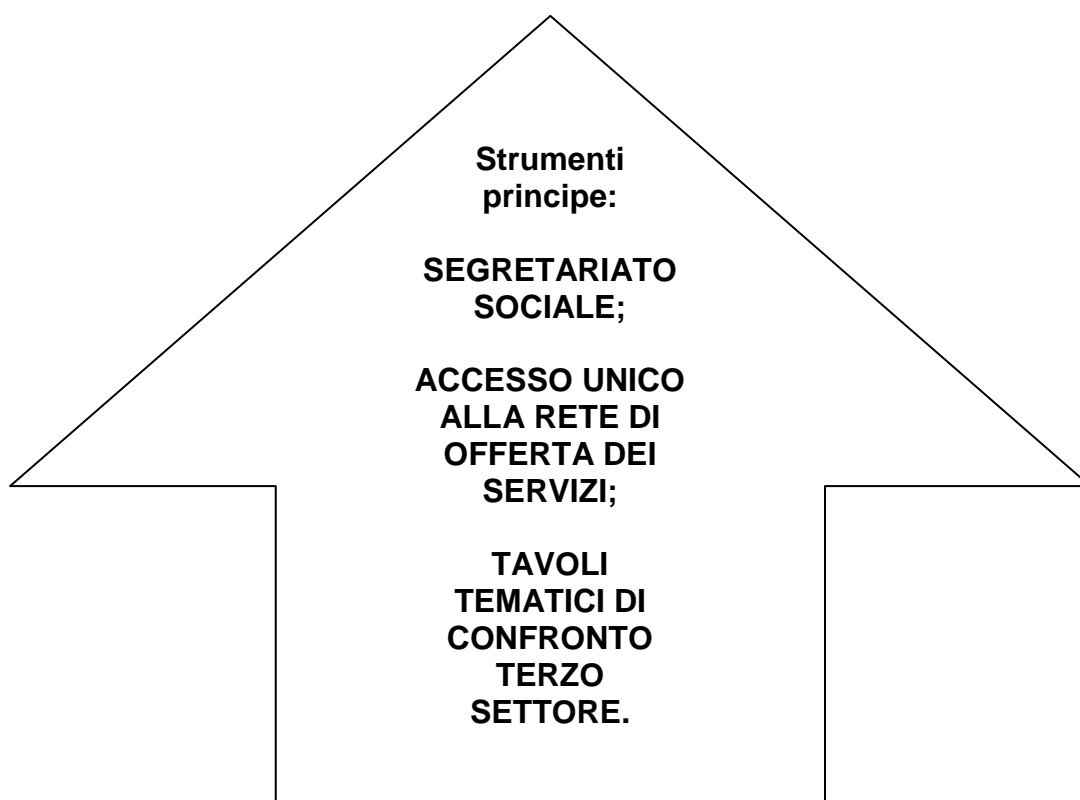 Strumenti
principe:
SEGRETARIATO
SOCIALE;
ACCESSO UNICO
ALLA RETE DI
OFFERTA DEI
SERVIZI;
TAVOLI
TEMATICI DI
CONFRONTO
TERZO
SETTORE.